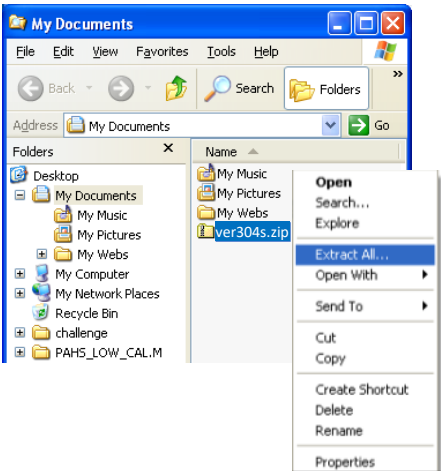 My Documents
File Edit View Favorites Tools Help
Back Search Folders »
Address My Documents Go
Folders × Name
Desktop
My Documents
My Music
My Pictures
My Webs
My Computer
My Network Places
Recycle Bin
challenge
PAHS_LOW_CAL.M
My Music
My Pictures
My Webs
ver304s.zip
Open
Search...
Explore
Extract All...
Open With
Send To
Cut
Copy
Create Shortcut
Delete
Rename
Properties